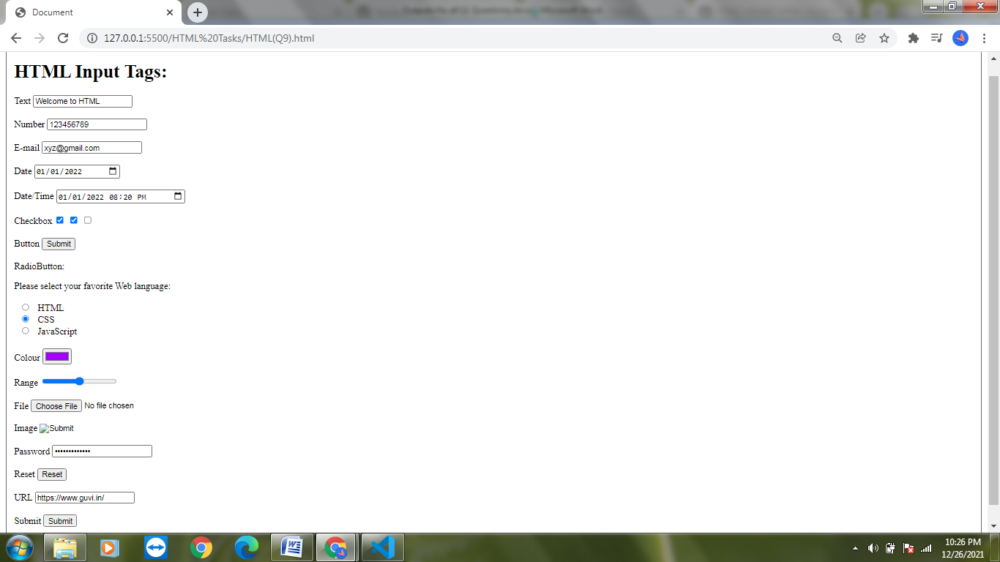 Document
127.0.0.1:5500/HTML%20Tasks/HTML(Q9).html
HTML Input Tags:
Text Welcome to HTML
Number 123456789
E-mail xyz@gmail.com
Date 01/01/2022
Date/Time 01/01/2022 08:20 PM
Checkbox
Button Submit
RadioButton:
Please select your favorite Web language:
HTML
CSS
JavaScript
Colour
Range
File Choose File No file chosen
Image Submit
Password •••••••••••••
Reset Reset
URL https://www.guvi.in/
Submit Submit
10:26 PM
12/26/2021